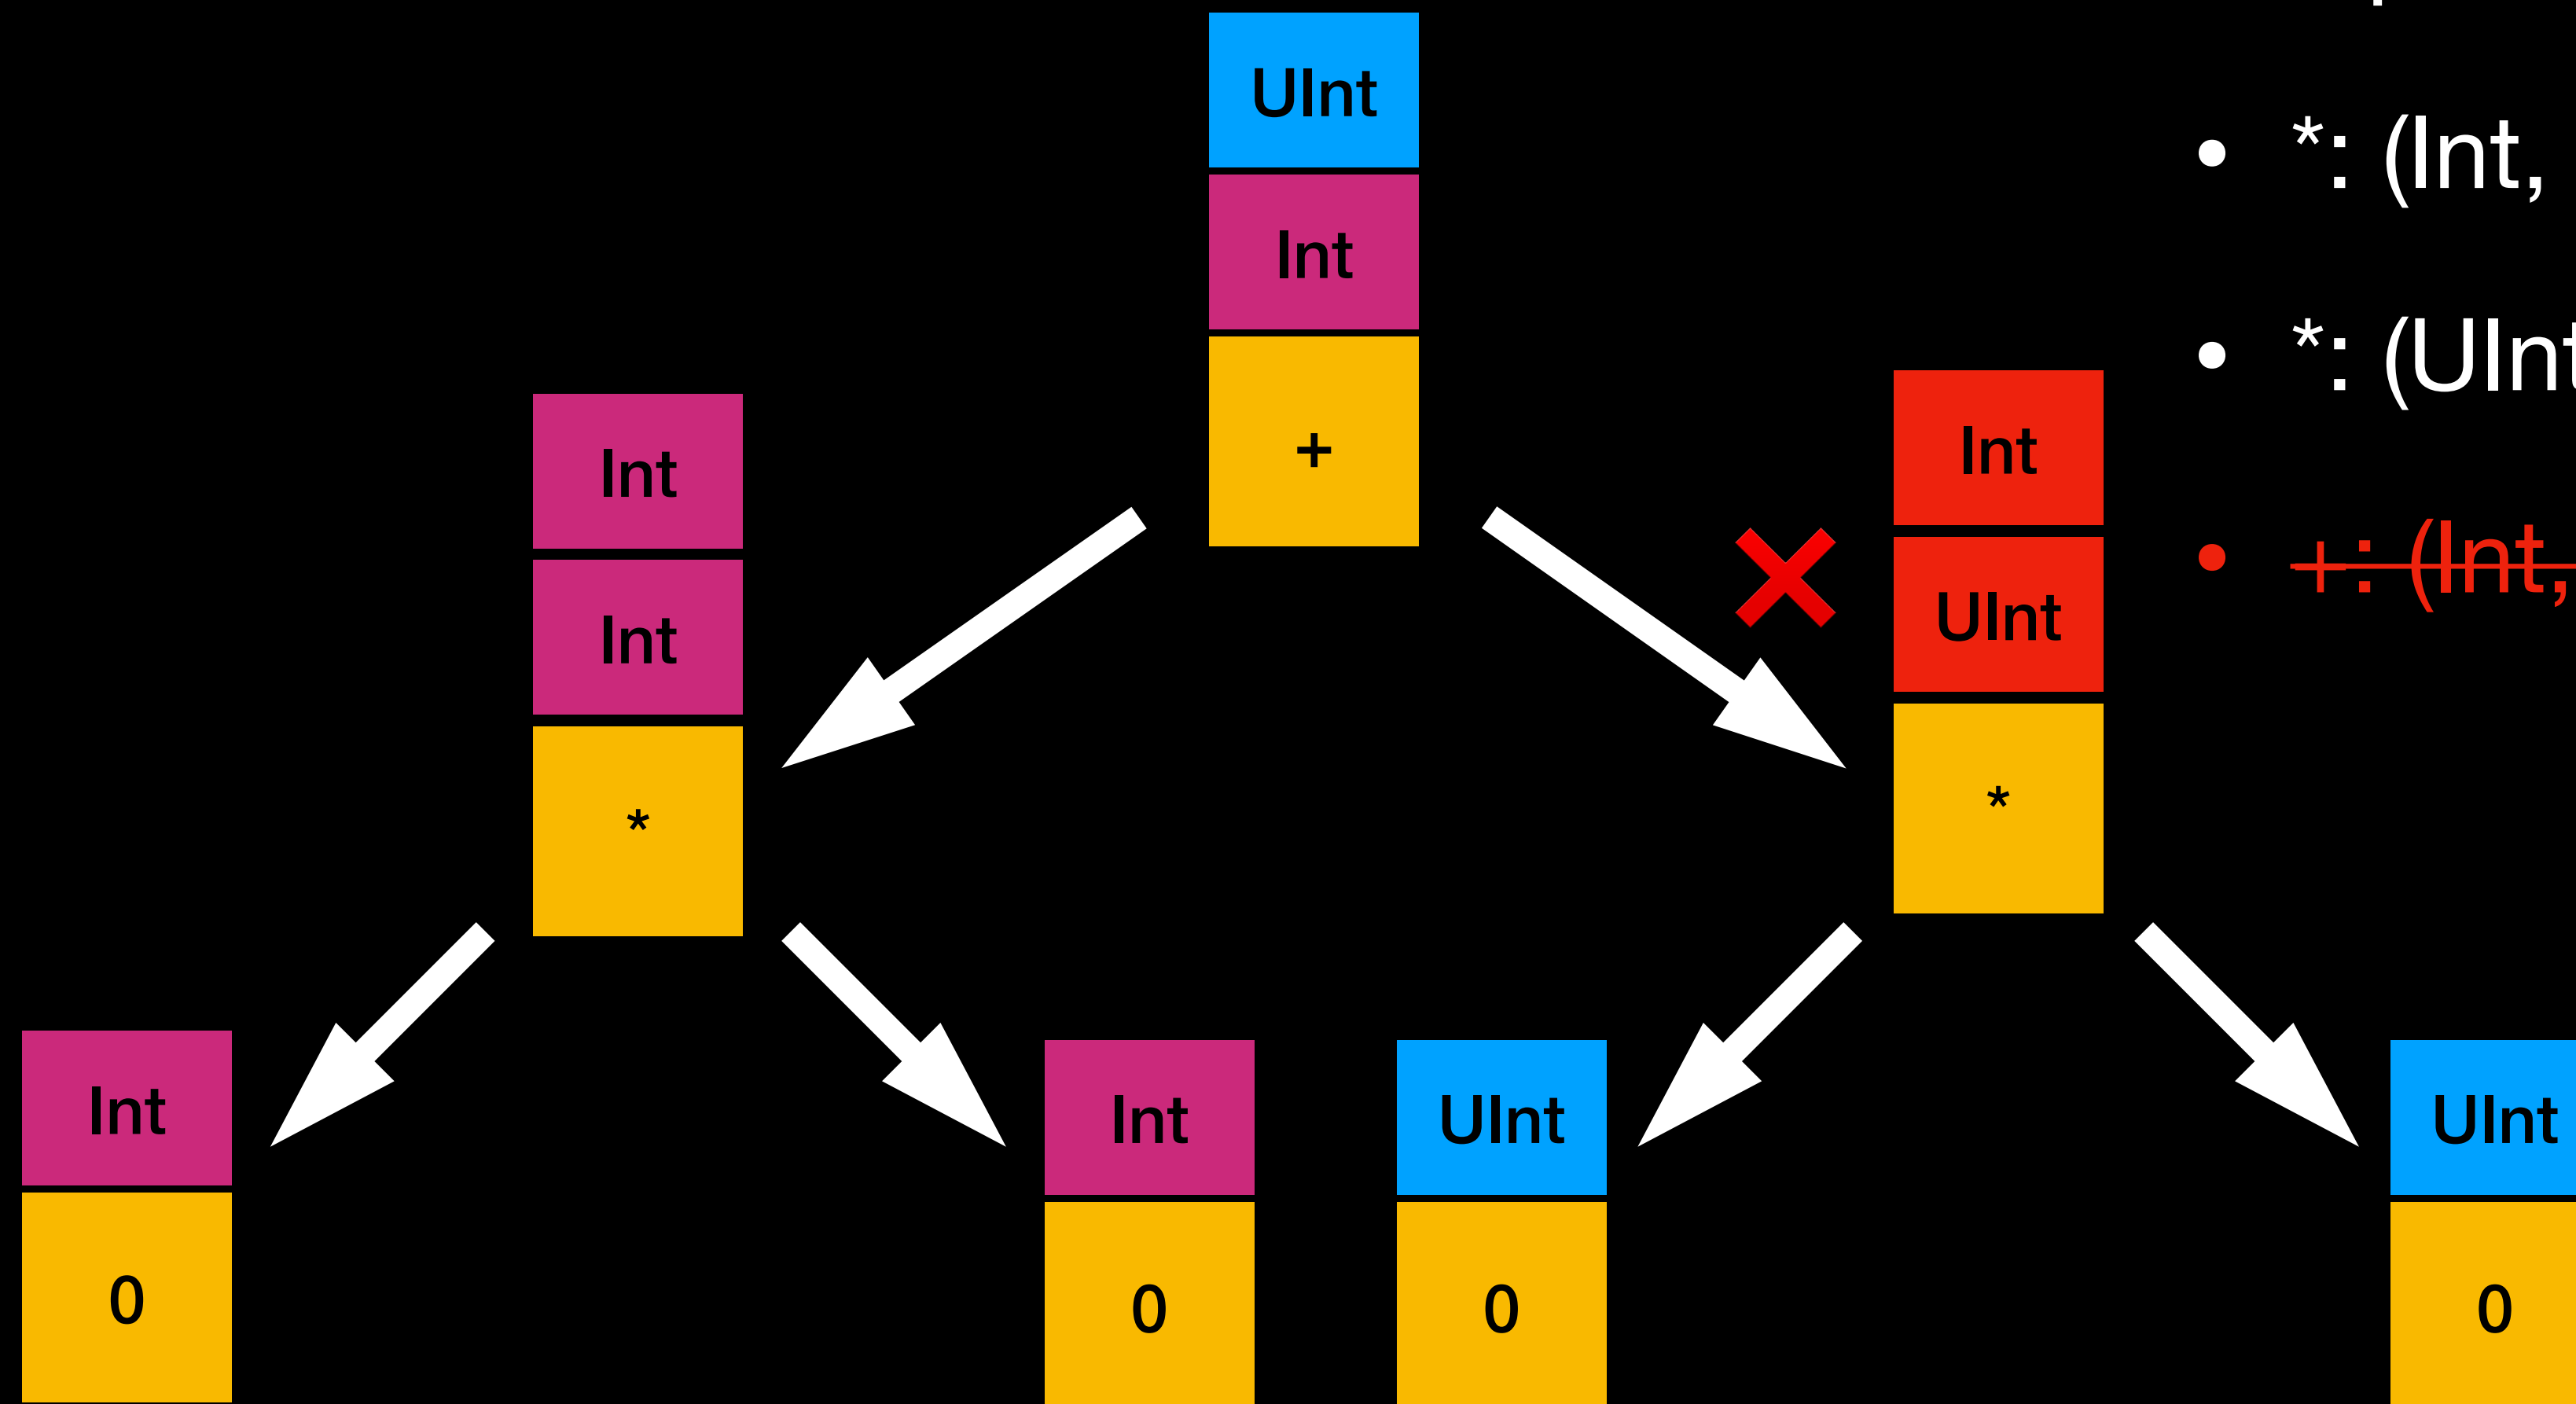 UInt
Int
+
Int
Int
*
Int
UInt
*
Int
0
Int
0
UInt
0
UInt
0
• *: (Int,
• *: (UInt
• +: (Int,